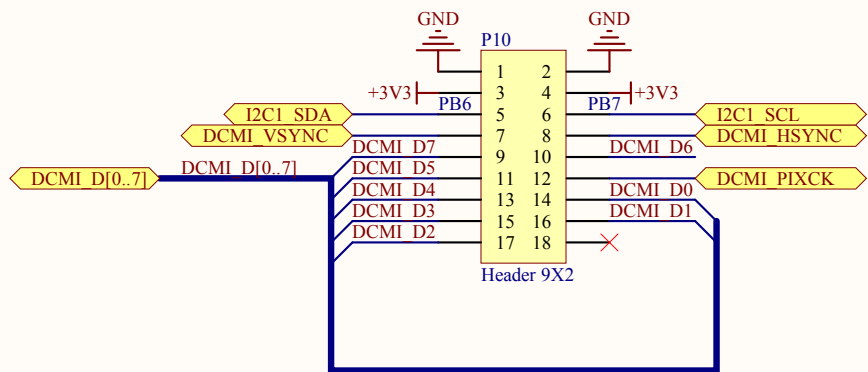 GND GND
P10
1 2
+3V3 3 4 +3V3
PB6 PB7
I2C1_SDA 5 6 I2C1_SCL
DCMI_VSYNC 7 8 DCMI_HSYNC
DCMI_D7 9 10 DCMI_D6
DCMI_D[0..7] DCMI_D[0..7] DCMI_D5 11 12 DCMI_PIXCK
DCMI_D4 13 14 DCMI_D0
DCMI_D3 15 16 DCMI_D1
DCMI_D2 17 18
Header 9X2